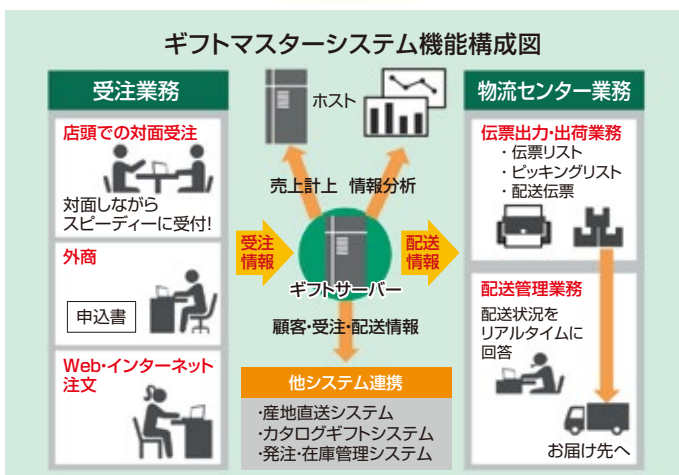 ギフトマスターシステム機能構成図
受注業務
店頭での対面受注
対面しながら
スピーディーに受付!
外商
申込書
Web・インターネット
注文
ホスト
売上計上 情報分析
受注
情報
配送
情報
ギフトサーバー
顧客・受注・配送情報
他システム連携
・産地直送システム
・カタログギフトシステム
・発注・在庫管理システム
物流センター業務
伝票出力・出荷業務
・伝票リスト
・ピッキングリスト
・配送伝票
配送管理業務
配送状況を
リアルタイムに
回答
お届け先へ